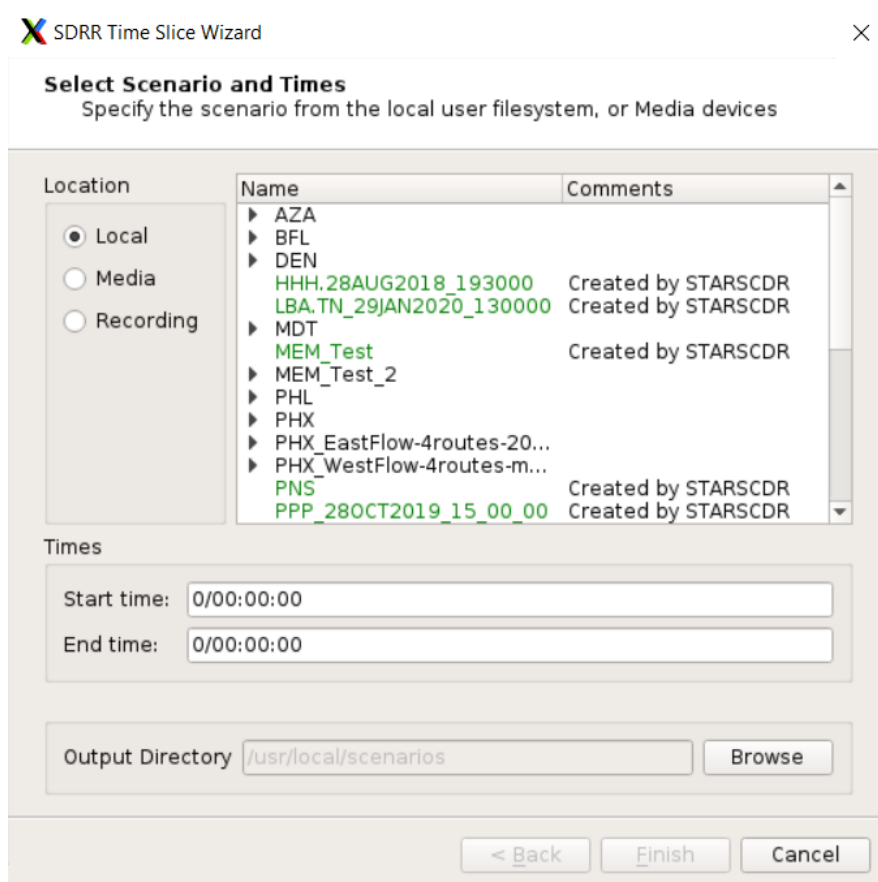 SDRR Time Slice Wizard
Select Scenario and Times
Specify the scenario from the local user filesystem, or Media devices
Location
Local
Media
Recording
Name Comments
AZA
BFL
DEN
HHH.28AUG2018_193000 Created by STARSCDR
LBA.TN_29JAN2020_130000 Created by STARSCDR
MDT
MEM_Test Created by STARSCDR
MEM_Test_2
PHL
PHX
PHX_EastFlow-4routes-20...
PHX_WestFlow-4routes-m...
PNS Created by STARSCDR
PPP_28OCT2019_15_00_00 Created by STARSCDR
Times
Start time: 0/00:00:00
End time: 0/00:00:00
Output Directory /usr/local/scenarios Browse
< Back Finish Cancel